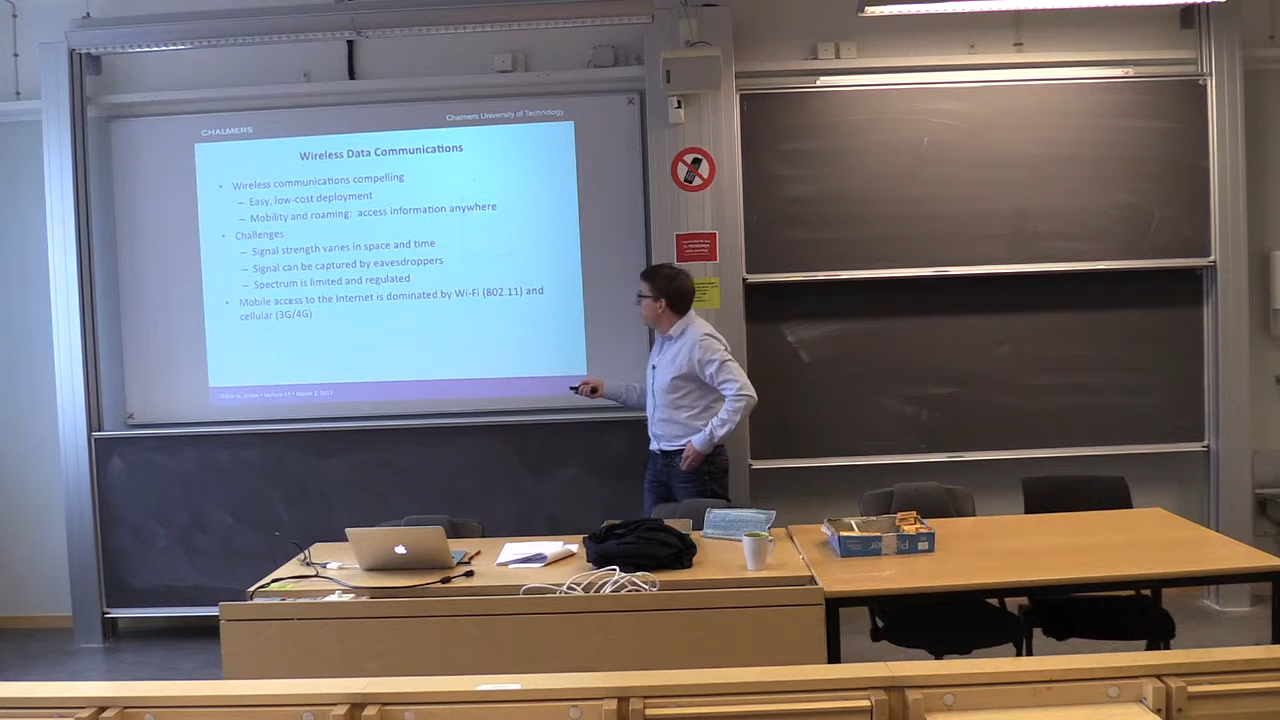 CHALMERS
Chalmers University of Technology
Wireless Data Communications
• Wireless communications compelling
– Easy, low-cost deployment
– Mobility and roaming: access information anywhere
• Challenges
– Signal strength varies in space and time
– Signal can be captured by eavesdroppers
– Spectrum is limited and regulated
• Mobile access to the Internet is dominated by Wi-Fi (802.11) and
cellular (3G/4G)